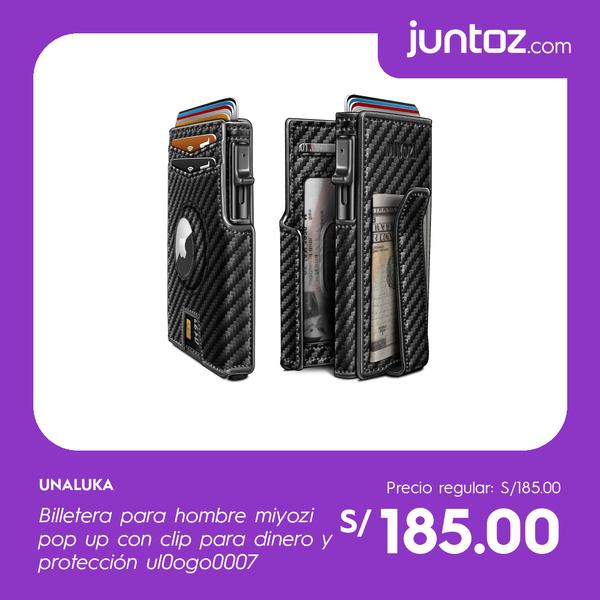 juntoz.com
MIYOZI
UNALUKA
Precio regular: S/185.00
Billetera para hombre miyozi
pop up con clip para dinero y
protección ul0ogo0007
S/ 185.00